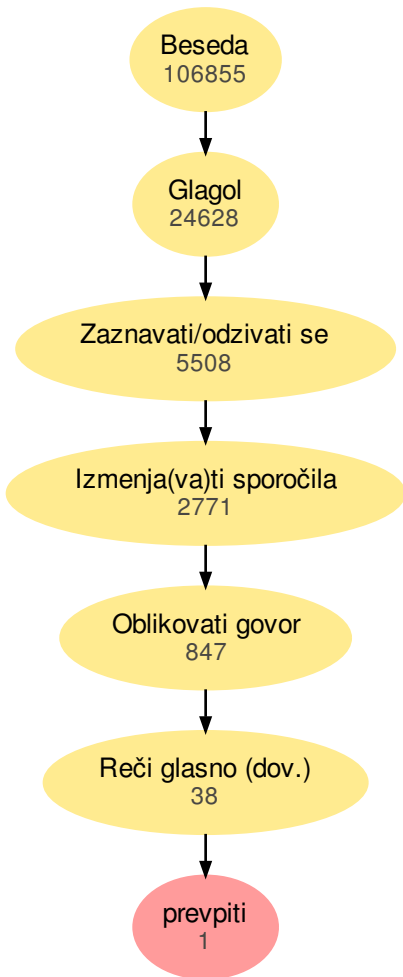 Beseda
106855
Glagol
24628
Zaznavati/odzivati se
5508
Izmenja(va)ti sporočila
2771
Oblikovati govor
847
Reči glasno (dov.)
38
prevpiti
1